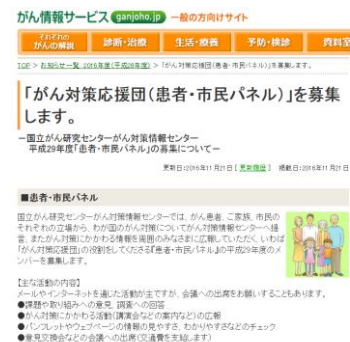 がん情報サービス ganjoho.jp 一般の方向けサイト
それぞれの
がんの解説
診断・治療
生活・療養
予防・検診
資料室
TOP > お知らせ一覧 2016年度(平成28年度) > 「がん対策応援団(患者・市民パネル)」を募集します。
「がん対策応援団(患者・市民パネル)」を募集
します。
－国立がん研究センターがん対策情報センター
平成29年度「患者・市民パネル」の募集について－
更新日:2016年11月21日 [ 更新履歴 ] 掲載日:2016年11月21日
■患者・市民パネル
国立がん研究センターがん対策情報センターでは、がん患者、ご家族、市民の
それぞれの立場から、わが国のがん対策についてがん対策情報センターへ提
言、またがん対策にかかわる情報を周囲のみなさまに広報していただく、いわば
「がん対策応援団」の役割をしてくださる『患者・市民パネル』の平成29年度のメ
ンバーを募集します。
【主な活動の内容】
メールやインターネットを通じた活動が主ですが、会議への出席をお願いすることもあります。
●課題や取り組みへの意見、調査への回答
●がん対策にかかわる活動(講演会などの案内など)の広報
●パンフレットやウェブページの情報の見やすさ、わかりやすさなどのチェック
●意見交換会などの会議への出席(交通費を支給します)